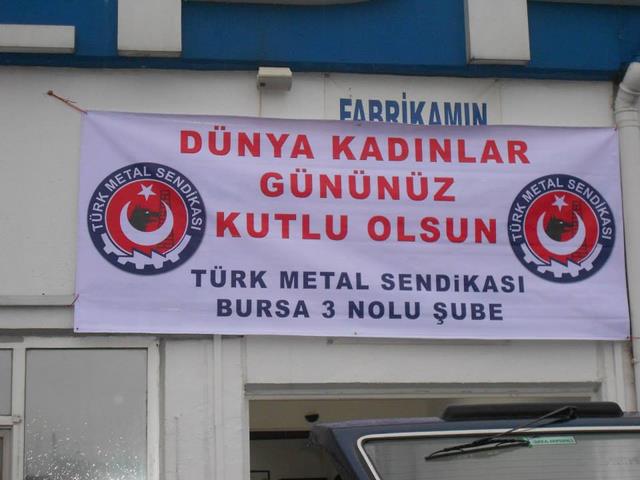 FABRİKAMIN
DÜNYA KADINLAR
GÜNÜNÜZ
KUTLU OLSUN
TÜRK METAL SENDİKASI
BURSA 3 NOLU ŞUBE
TÜRK METAL SENDİKASI
TÜRK METAL SENDİKASI